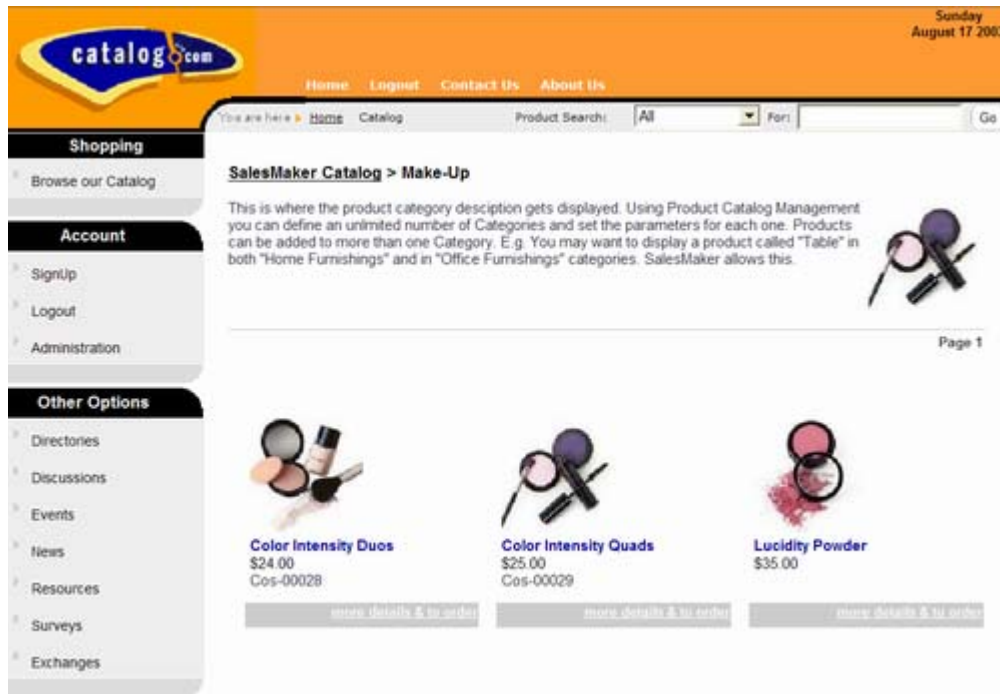 Sunday
August 17 200
catalog.com
Home Logout Contact Us About Us
You are here Home Catalog Product Search: All For: Go
Shopping
Browse our Catalog
Account
SignUp
Logout
Administration
Other Options
Directories
Discussions
Events
News
Resources
Surveys
Exchanges
SalesMaker Catalog > Make-Up
This is where the product category desciption gets displayed. Using Product Catalog Management
you can define an unlmited number of Categories and set the parameters for each one. Products
can be added to more than one Category. E.g. You may want to display a product called "Table" in
both "Home Furnishings" and in "Office Furnishings" categories. SalesMaker allows this.
Page 1
Color Intensity Duos
$24.00
Cos-00028
more details & to order
Color Intensity Quads
$25.00
Cos-00029
more details & to order
Lucidity Powder
$35.00
more details & to order